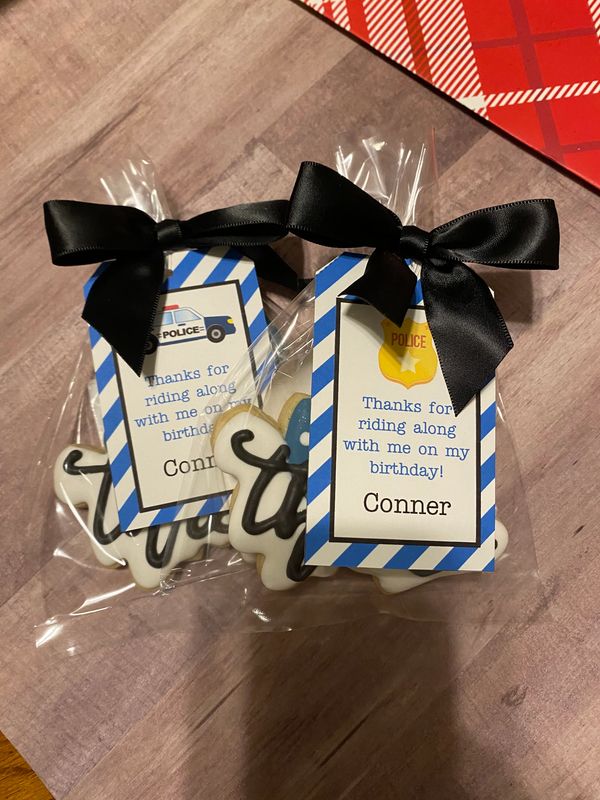 POLICE
Thanks for
riding along
with me on my
birthday!
Conn
POLICE
Thanks for
riding along
with me on my
birthday!
Conner